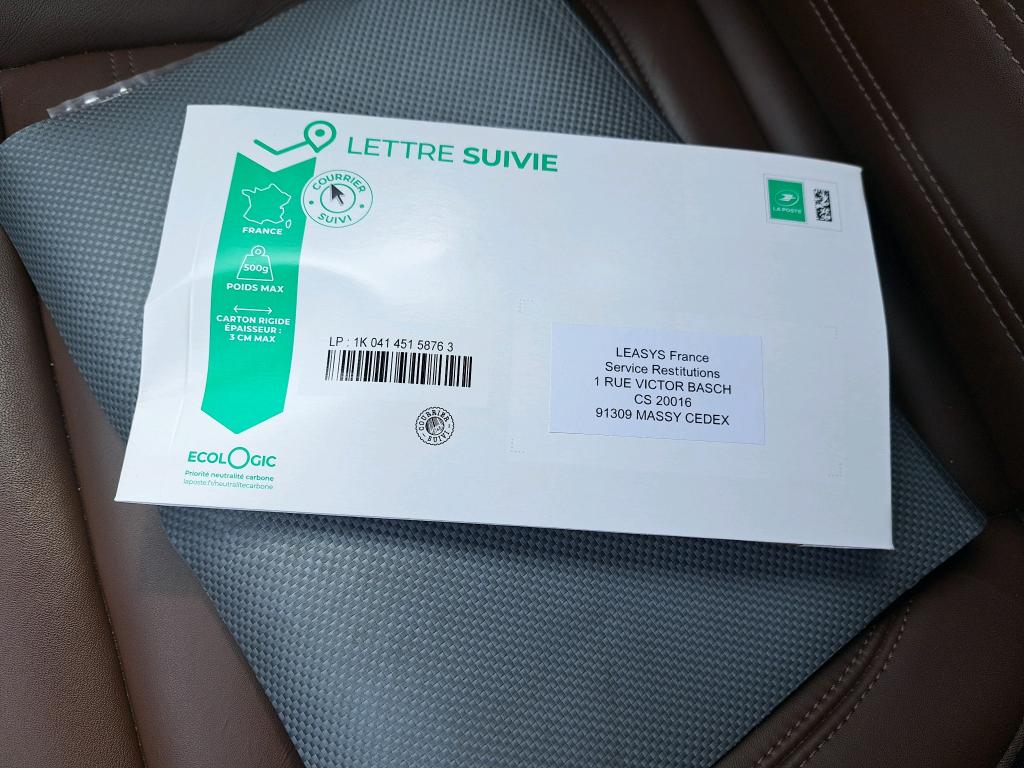 LETTRE SUIVIE
COURRIER
SUIVI
FRANCE
LA POSTE
500g
POIDS MAX
CARTON RIGIDE
ÉPAISSEUR :
3 CM MAX
LP : 1K 041 451 5876 3
LEASYS France
Service Restitutions
1 RUE VICTOR BASCH
CS 20016
91309 MASSY CEDEX
COURRIER
SUIVI
ECOLOGIC
Priorité neutralité carbone
laposte.fr/neutralitecarbone